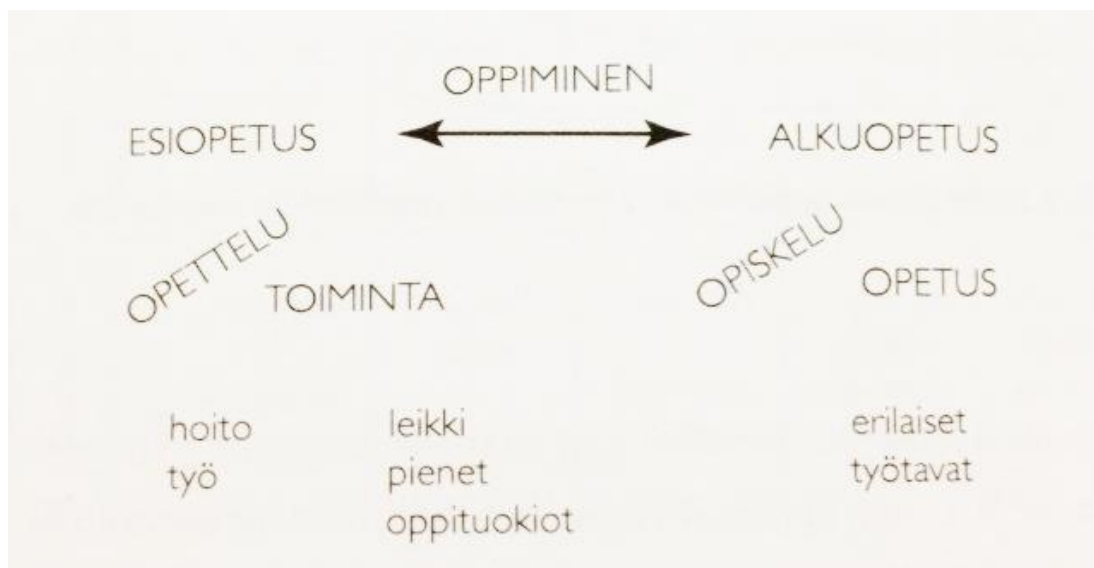 OPPIMINEN
ESIOPETUS
ALKUOPETUS
OPETTELU
TOIMINTA
OPISKELU
OPETUS
hoito
työ
leikki
pienet
oppituokiot
erilaiset
työtavat